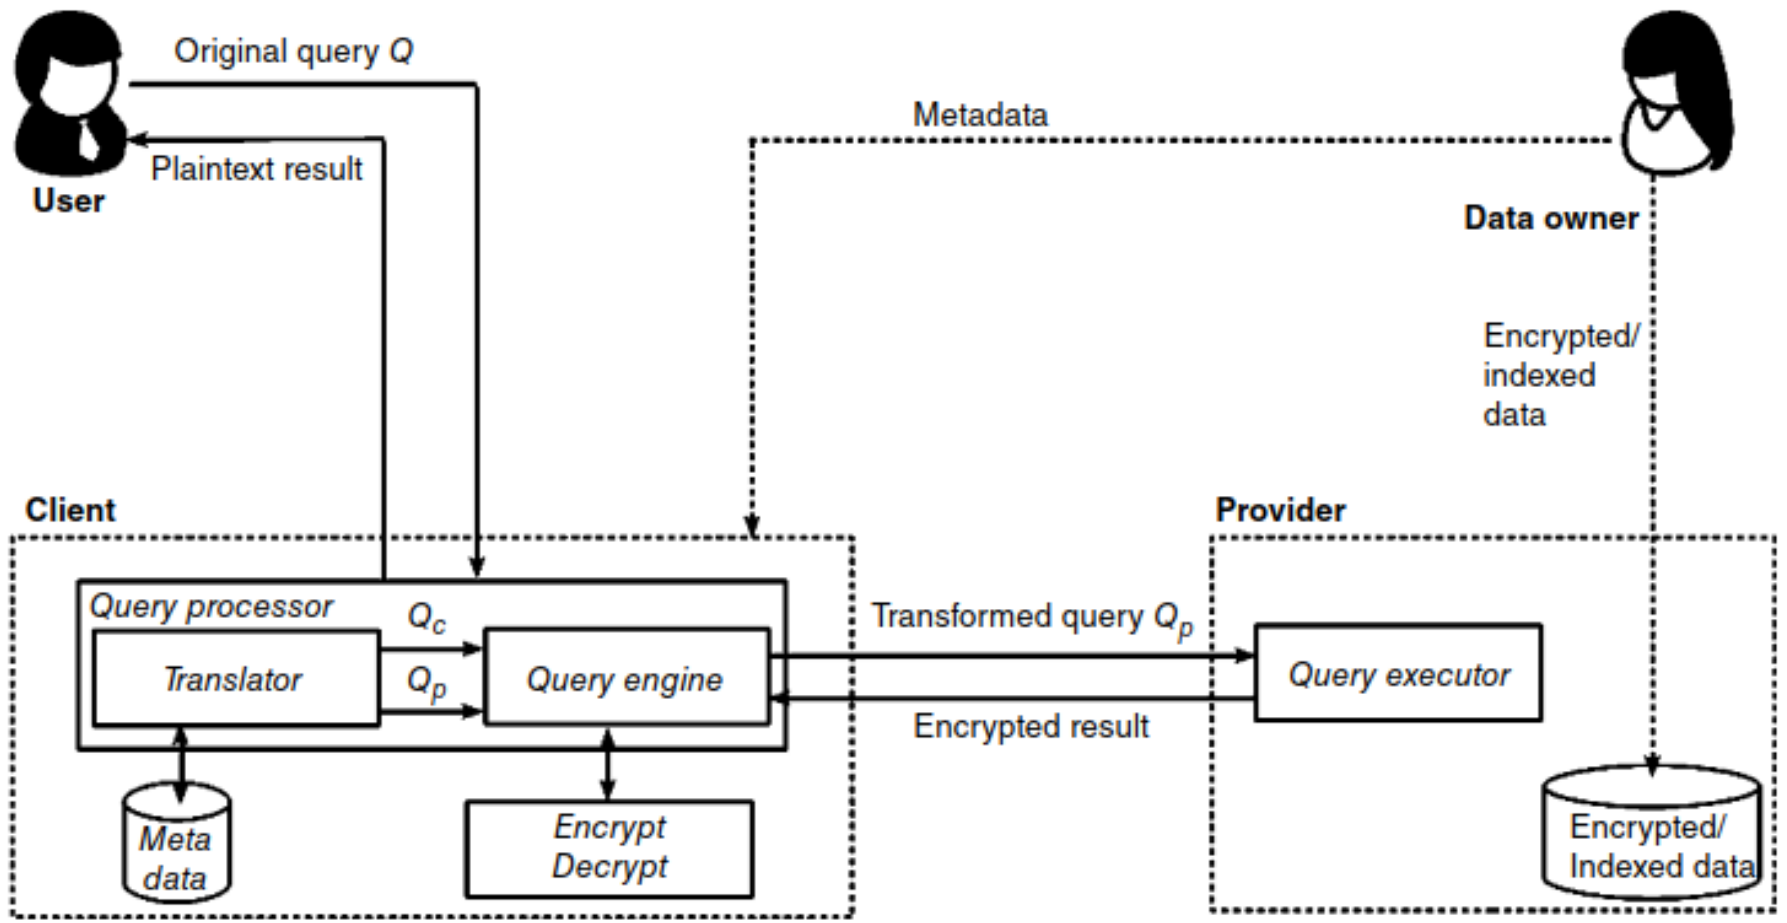 Original query Q
Metadata
Plaintext result
User
Data owner
Encrypted/
indexed
data
Client
Provider
Query processor
Qc
Transformed query Qp
Translator
Qp
Query engine
Query executor
Encrypted result
Meta
data
Encrypt
Decrypt
Encrypted/
Indexed data